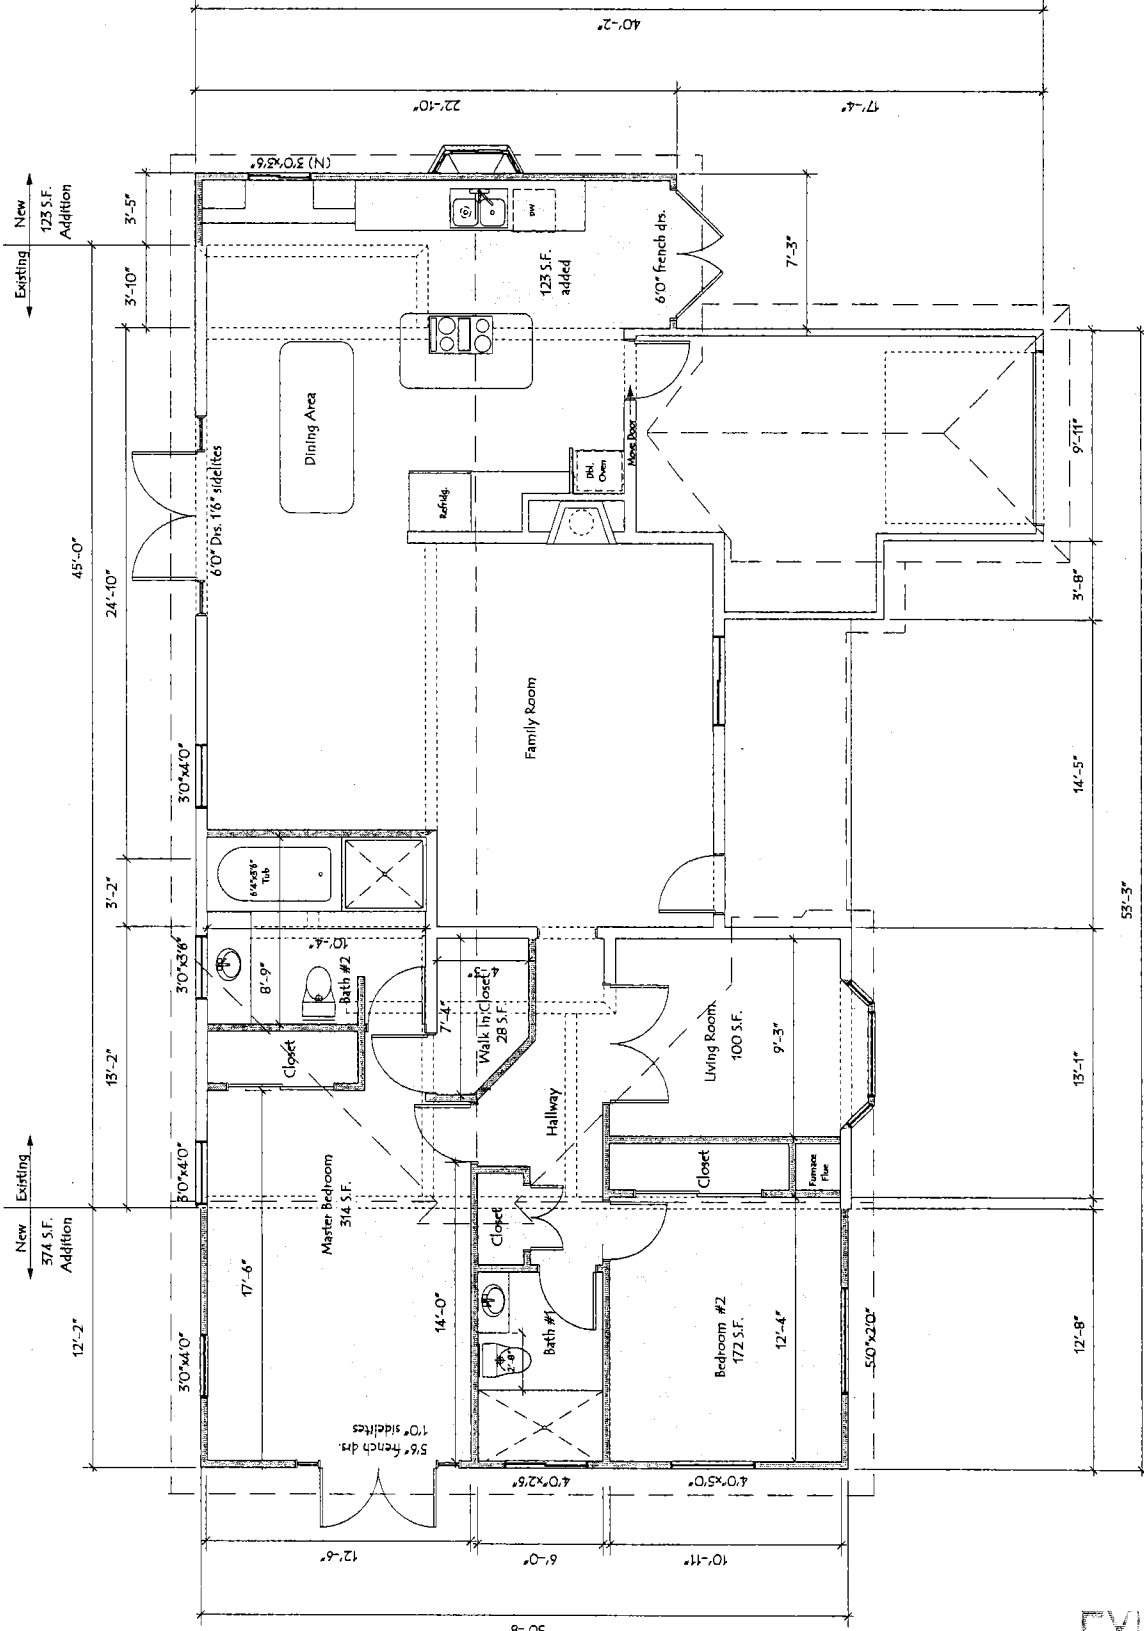 40'-2"
22'-10"
17'-4"
Existing
New
123 S.F.
Addition
3'-10"
3'-5"
(N) 3'0"x3'6"
45'-0"
24'-10"
6'0" Drs. 1'6" sidelites
Dining Area
DW
123 S.F.
added
6'0" french drs.
7'-3"
Refridg.
Dbl.
Oven
Move Door
9'-11"
3'-8"
Family Room
14'-5"
53'-3"
3'0"x4'0"
3'-2"
6'4"x3'6"
Tub
13'-2"
3'0"x3'6"
8'-9"
10'-4"
Bath #2
Closet
7'-4"
4'-3"
Walk In Closet
28 S.F.
Living Room
100 S.F.
9'-3"
13'-1"
Hallway
Closet
Furnace
Flue
New
Existing
374 S.F.
Addition
12'-2"
3'0"x4'0"
3'0"x4'0"
Master Bedroom
314 S.F.
17'-6"
14'-0"
Closet
Bath #1
2'-8"
Bedroom #2
172 S.F.
12'-4"
5'0"x2'0"
12'-8"
5'6" french drs.
1'0" sidelites
4'0"x2'6"
4'0"x5'0"
12'-6"
6'-0"
10'-11"